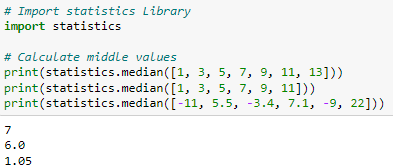 # Import statistics Library
import statistics

# Calculate middle values
print(statistics.median([1, 3, 5, 7, 9, 11, 13]))
print(statistics.median([1, 3, 5, 7, 9, 11]))
print(statistics.median([-11, 5.5, -3.4, 7.1, -9, 22]))
7
6.0
1.05